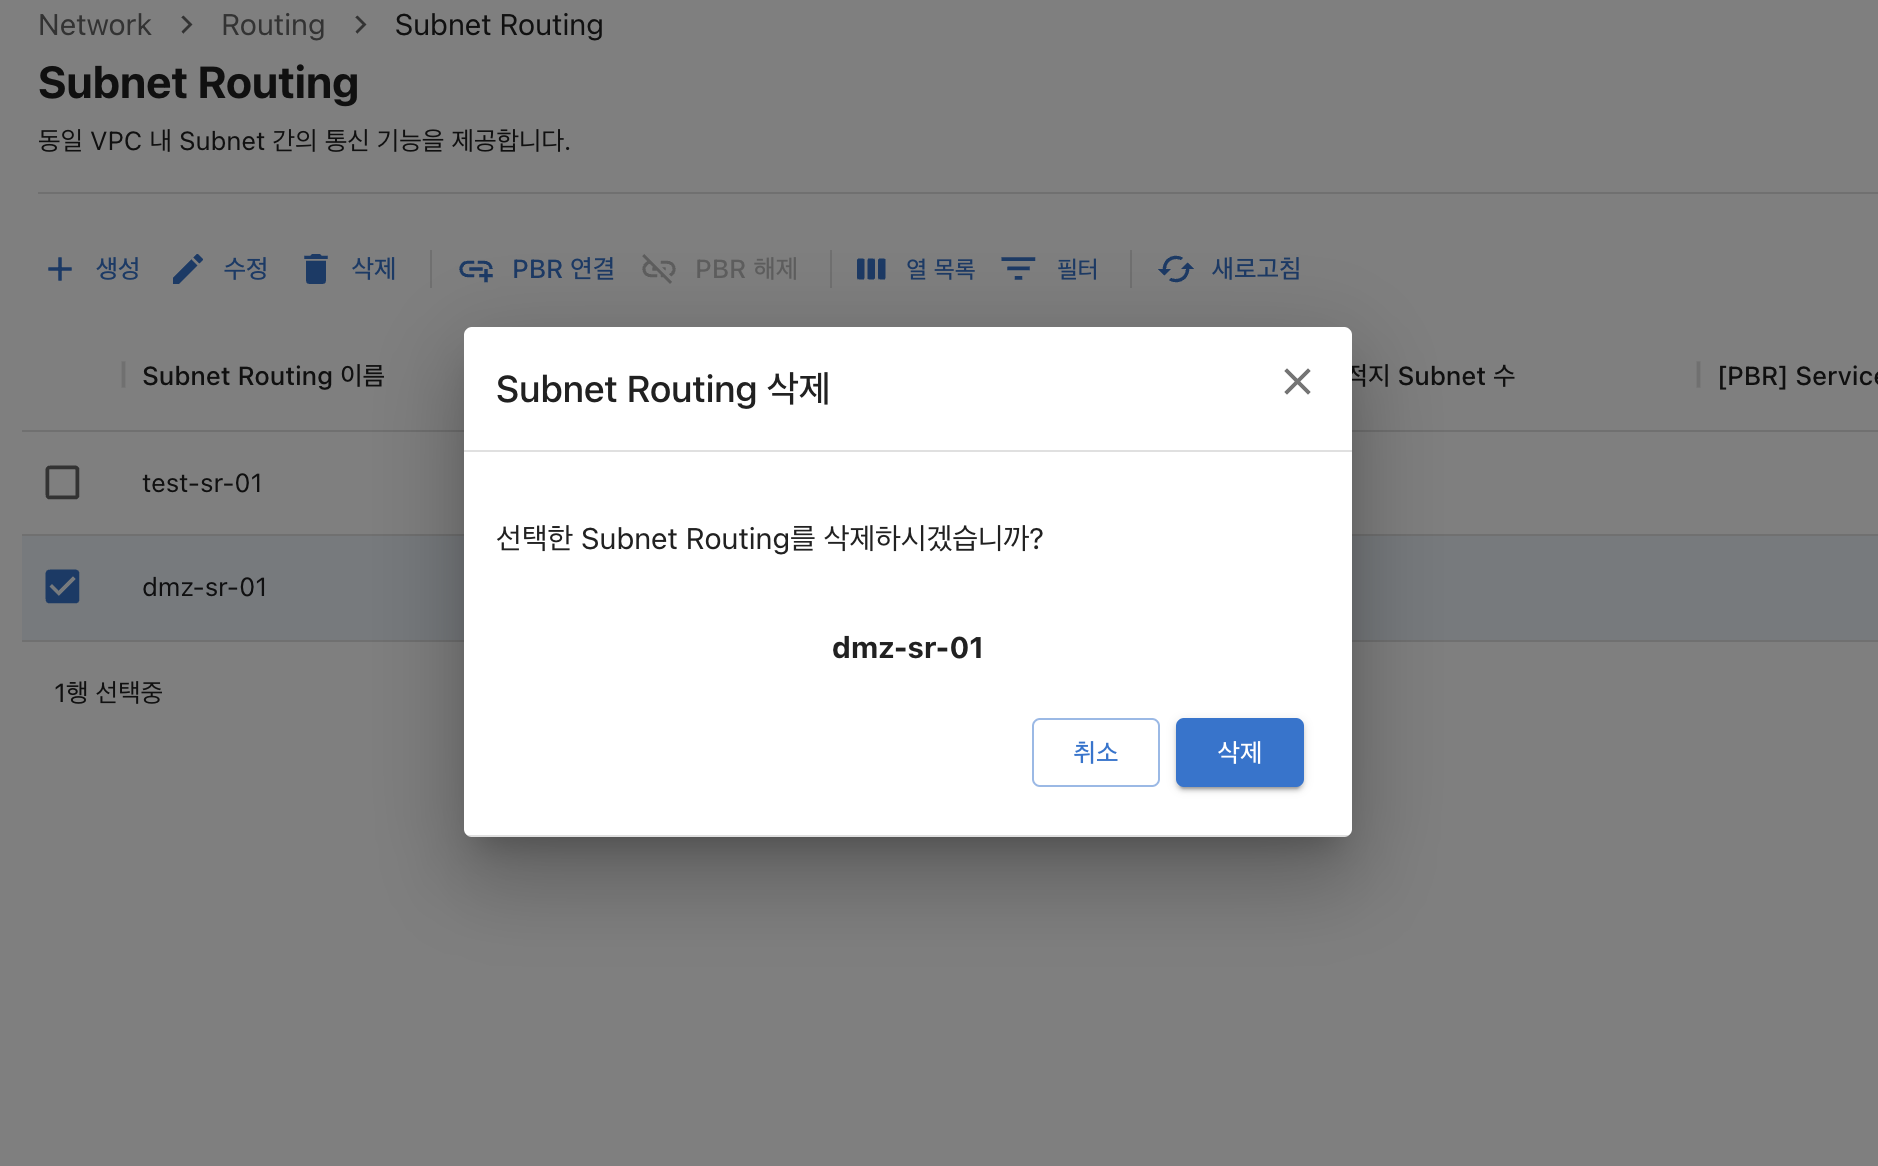 Network > Routing > Subnet Routing
Subnet Routing
동일 VPC 내 Subnet 간의 통신 기능을 제공합니다.
생성 수정 삭제 PBR 연결 PBR 해제 열 목록 필터 새로고침
Subnet Routing 이름 적지 Subnet 수 [PBR] Service
Subnet Routing 삭제
test-sr-01
선택한 Subnet Routing를 삭제하시겠습니까?
dmz-sr-01
dmz-sr-01
1행 선택중
취소 삭제